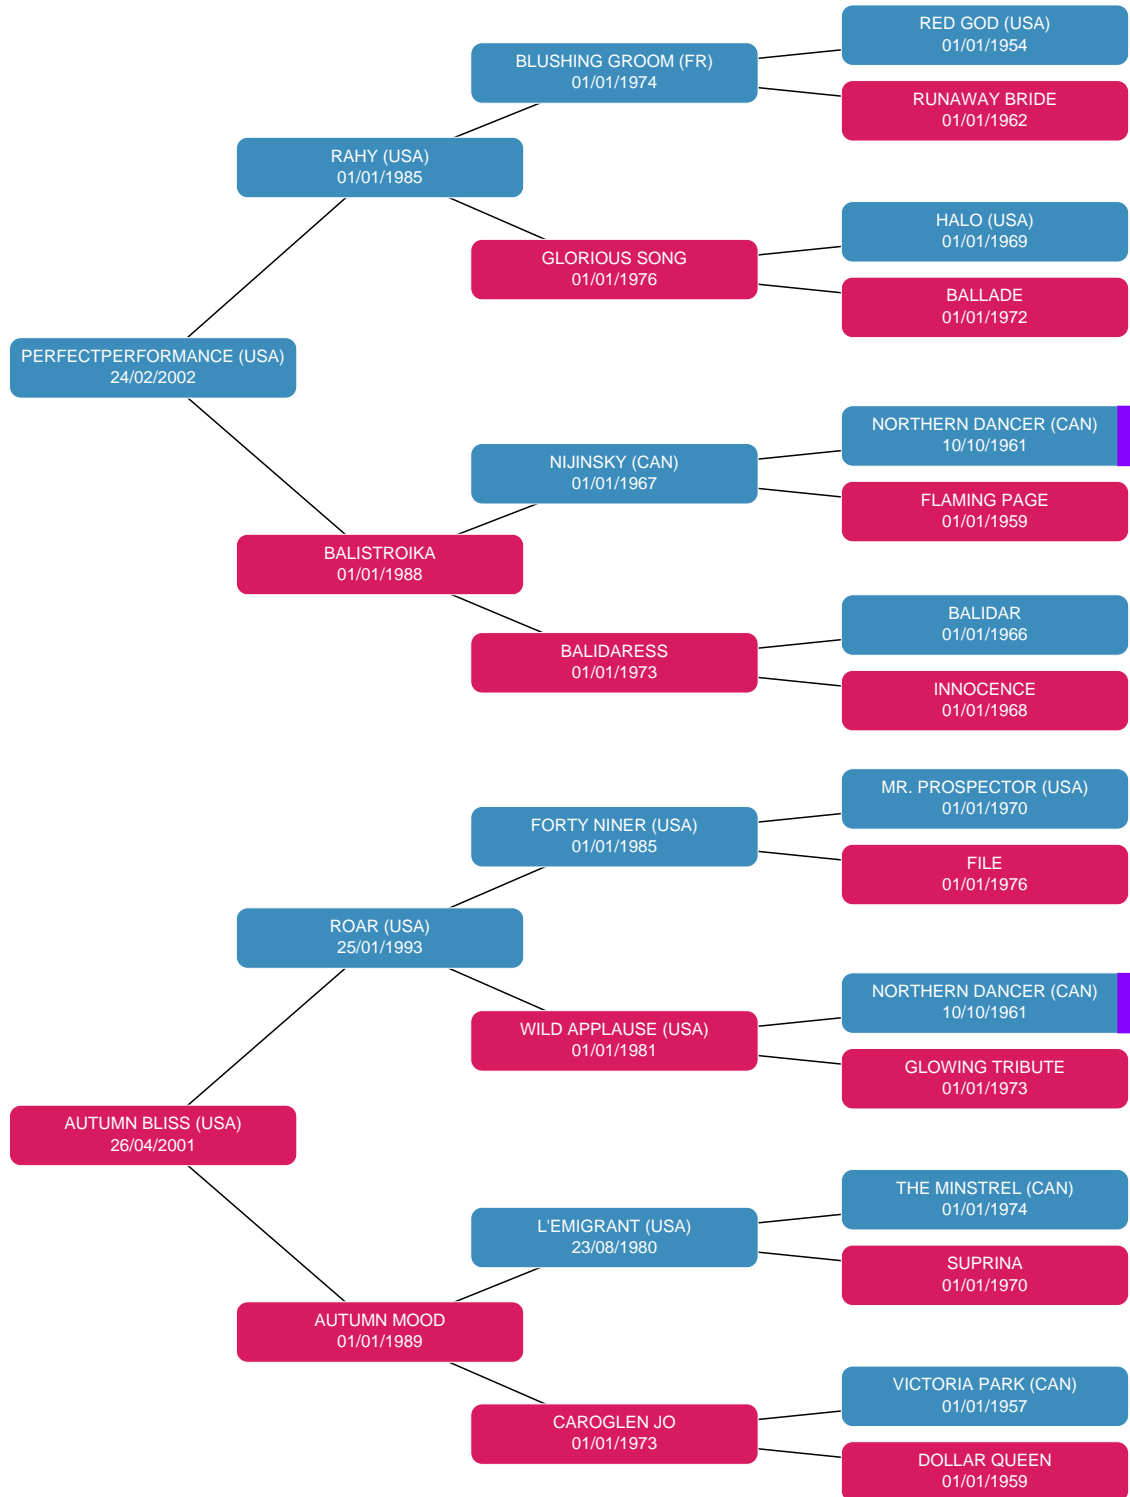 RED GOD (USA)
01/01/1954
BLUSHING GROOM (FR)
01/01/1974
RUNAWAY BRIDE
01/01/1962
RAHY (USA)
01/01/1985
HALO (USA)
01/01/1969
GLORIOUS SONG
01/01/1976
BALLADE
01/01/1972
PERFECTPERFORMANCE (USA)
24/02/2002
NORTHERN DANCER (CAN)
10/10/1961
NIJINSKY (CAN)
01/01/1967
FLAMING PAGE
01/01/1959
BALISTROIKA
01/01/1988
BALIDAR
01/01/1966
BALIDARESS
01/01/1973
INNOCENCE
01/01/1968
MR. PROSPECTOR (USA)
01/01/1970
FORTY NINER (USA)
01/01/1985
FILE
01/01/1976
ROAR (USA)
25/01/1993
NORTHERN DANCER (CAN)
10/10/1961
WILD APPLAUSE (USA)
01/01/1981
GLOWING TRIBUTE
01/01/1973
AUTUMN BLISS (USA)
26/04/2001
THE MINSTREL (CAN)
01/01/1974
L'EMIGRANT (USA)
23/08/1980
SUPRINA
01/01/1970
AUTUMN MOOD
01/01/1989
VICTORIA PARK (CAN)
01/01/1957
CAROGLEN JO
01/01/1973
DOLLAR QUEEN
01/01/1959